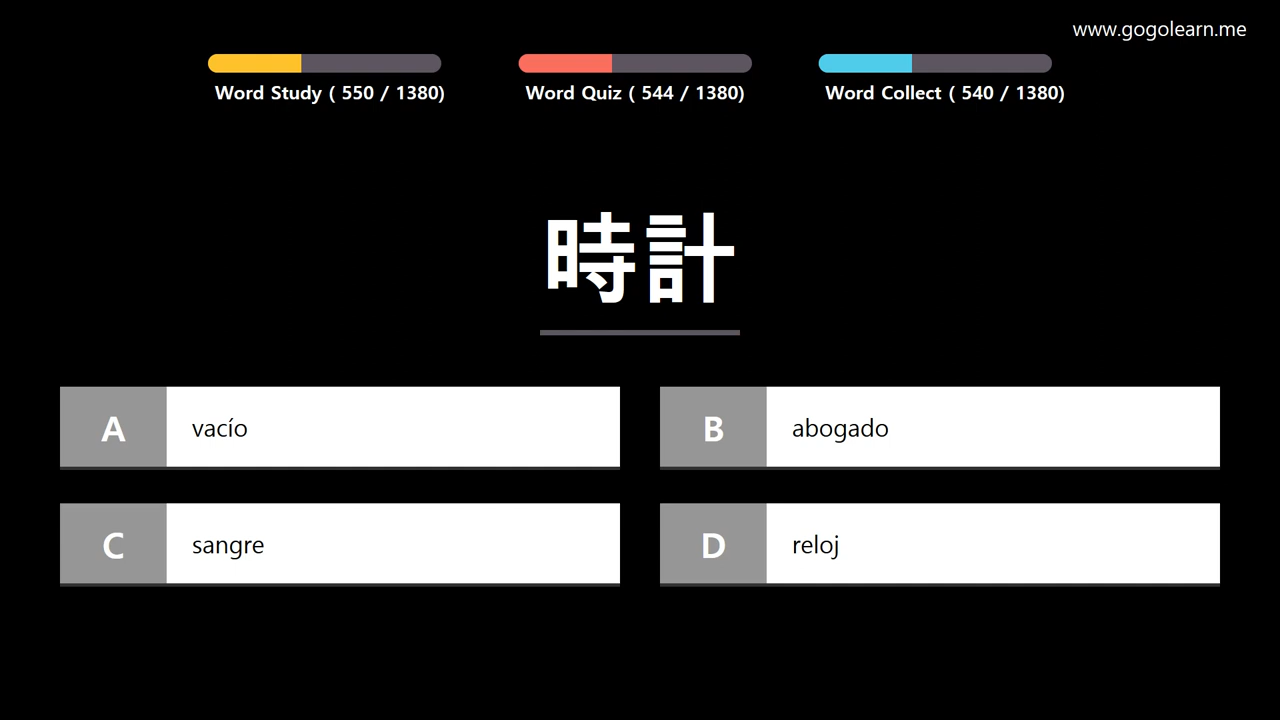 www.gogolearn.me
Word Study ( 550 / 1380)
Word Quiz ( 544 / 1380)
Word Collect ( 540 / 1380)
時計
A vacío
B abogado
C sangre
D reloj